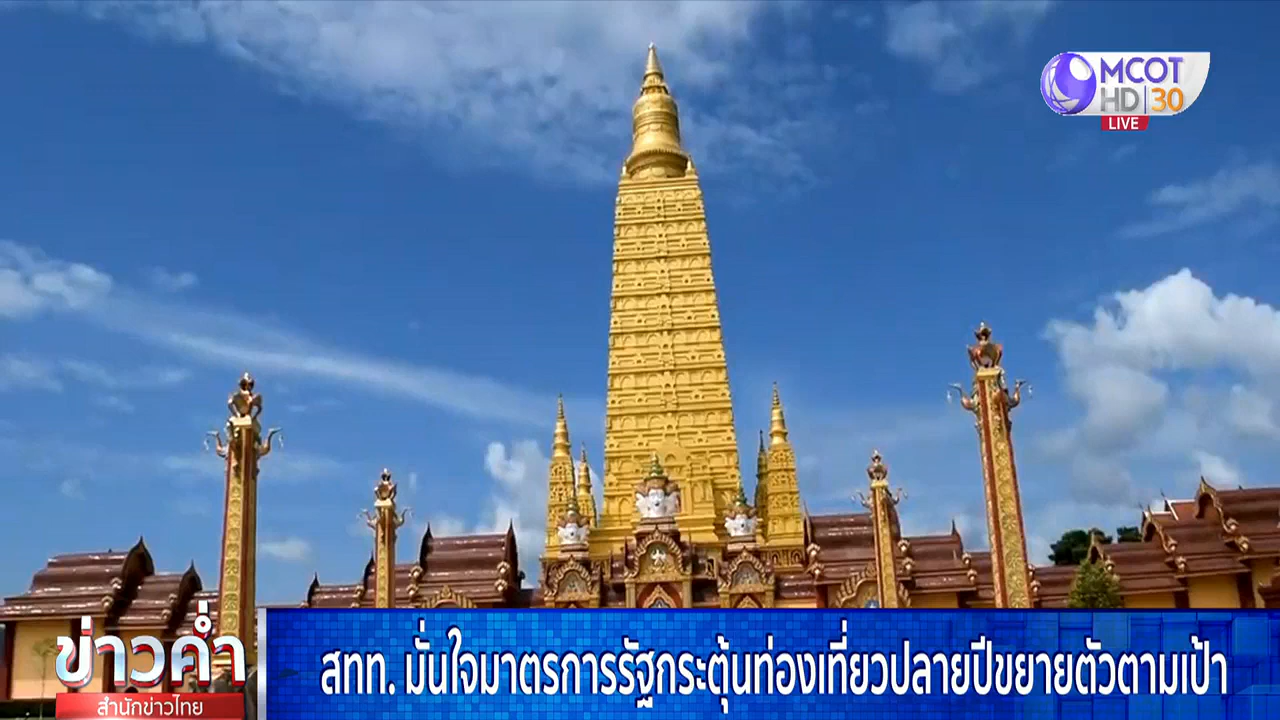 MCOT
HD 30
LIVE
ข่าวค่ำ
สำนักข่าวไทย
สทท. มั่นใจมาตรการรัฐกระตุ้นท่องเที่ยวปลายปีขยายตัวตามเป้า